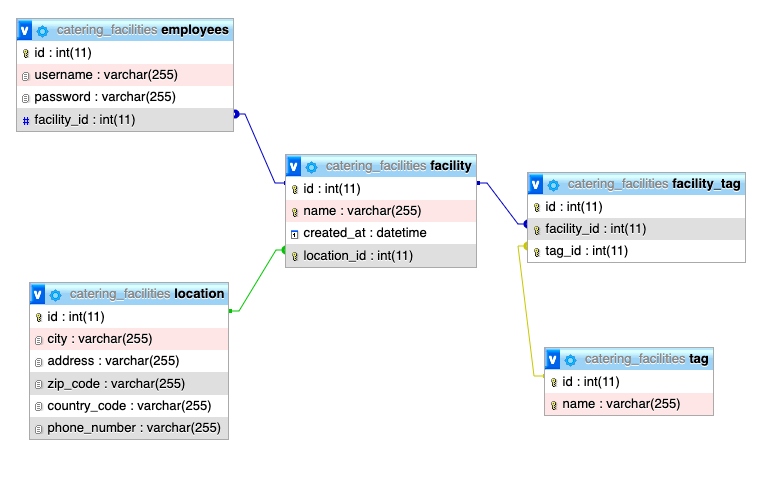 catering_facilities employees
id : int(11)
username : varchar(255)
password : varchar(255)
# facility_id : int(11)
catering_facilities facility
id : int(11)
name : varchar(255)
created_at : datetime
location_id : int(11)
catering_facilities facility_tag
id : int(11)
facility_id : int(11)
tag_id : int(11)
catering_facilities location
id : int(11)
city : varchar(255)
address : varchar(255)
zip_code : varchar(255)
country_code : varchar(255)
phone_number : varchar(255)
catering_facilities tag
id : int(11)
name : varchar(255)